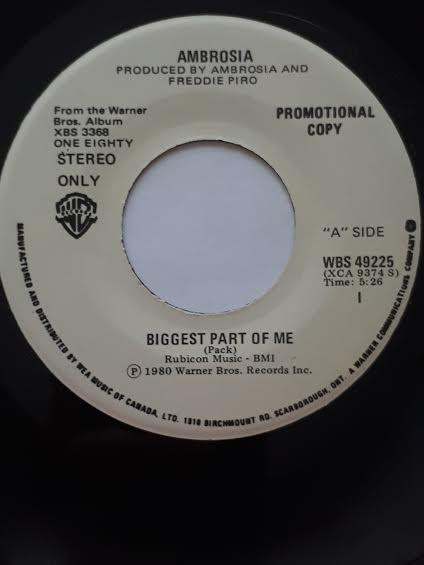 AMBROSIA
PRODUCED BY AMBROSIA AND
FREDDIE PIRO
From the Warner
Bros. Album
XBS 3368
ONE EIGHTY
STEREO
ONLY
PROMOTIONAL
COPY
"A" SIDE
WBS 49225
(XCA 9374 S)
Time: 5:26
I
BIGGEST PART OF ME
(Pack)
Rubicon Music - BMI
Ⓟ 1980 Warner Bros. Records Inc.
MANUFACTURED AND DISTRIBUTED BY WEA MUSIC OF CANADA, LTD. 1810 BIRCHMOUNT RD. SCARBOROUGH, ONT. A WARNER COMMUNICATIONS COMPANY